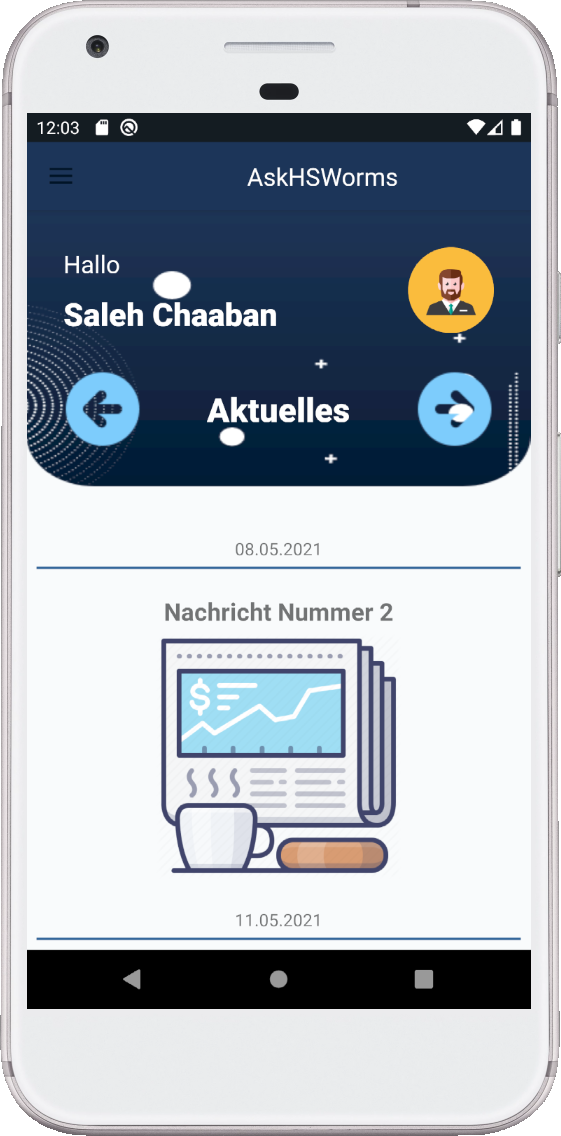 12:03
AskHSWorms
Hallo
Saleh Chaaban
Aktuelles
08.05.2021
Nachricht Nummer 2
$
11.05.2021